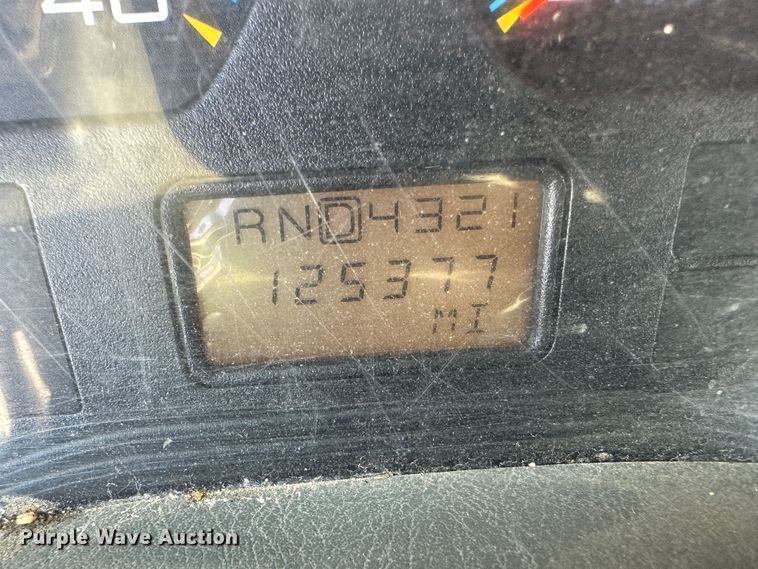 40
RND4321
125377
MI
Purple Wave Auction